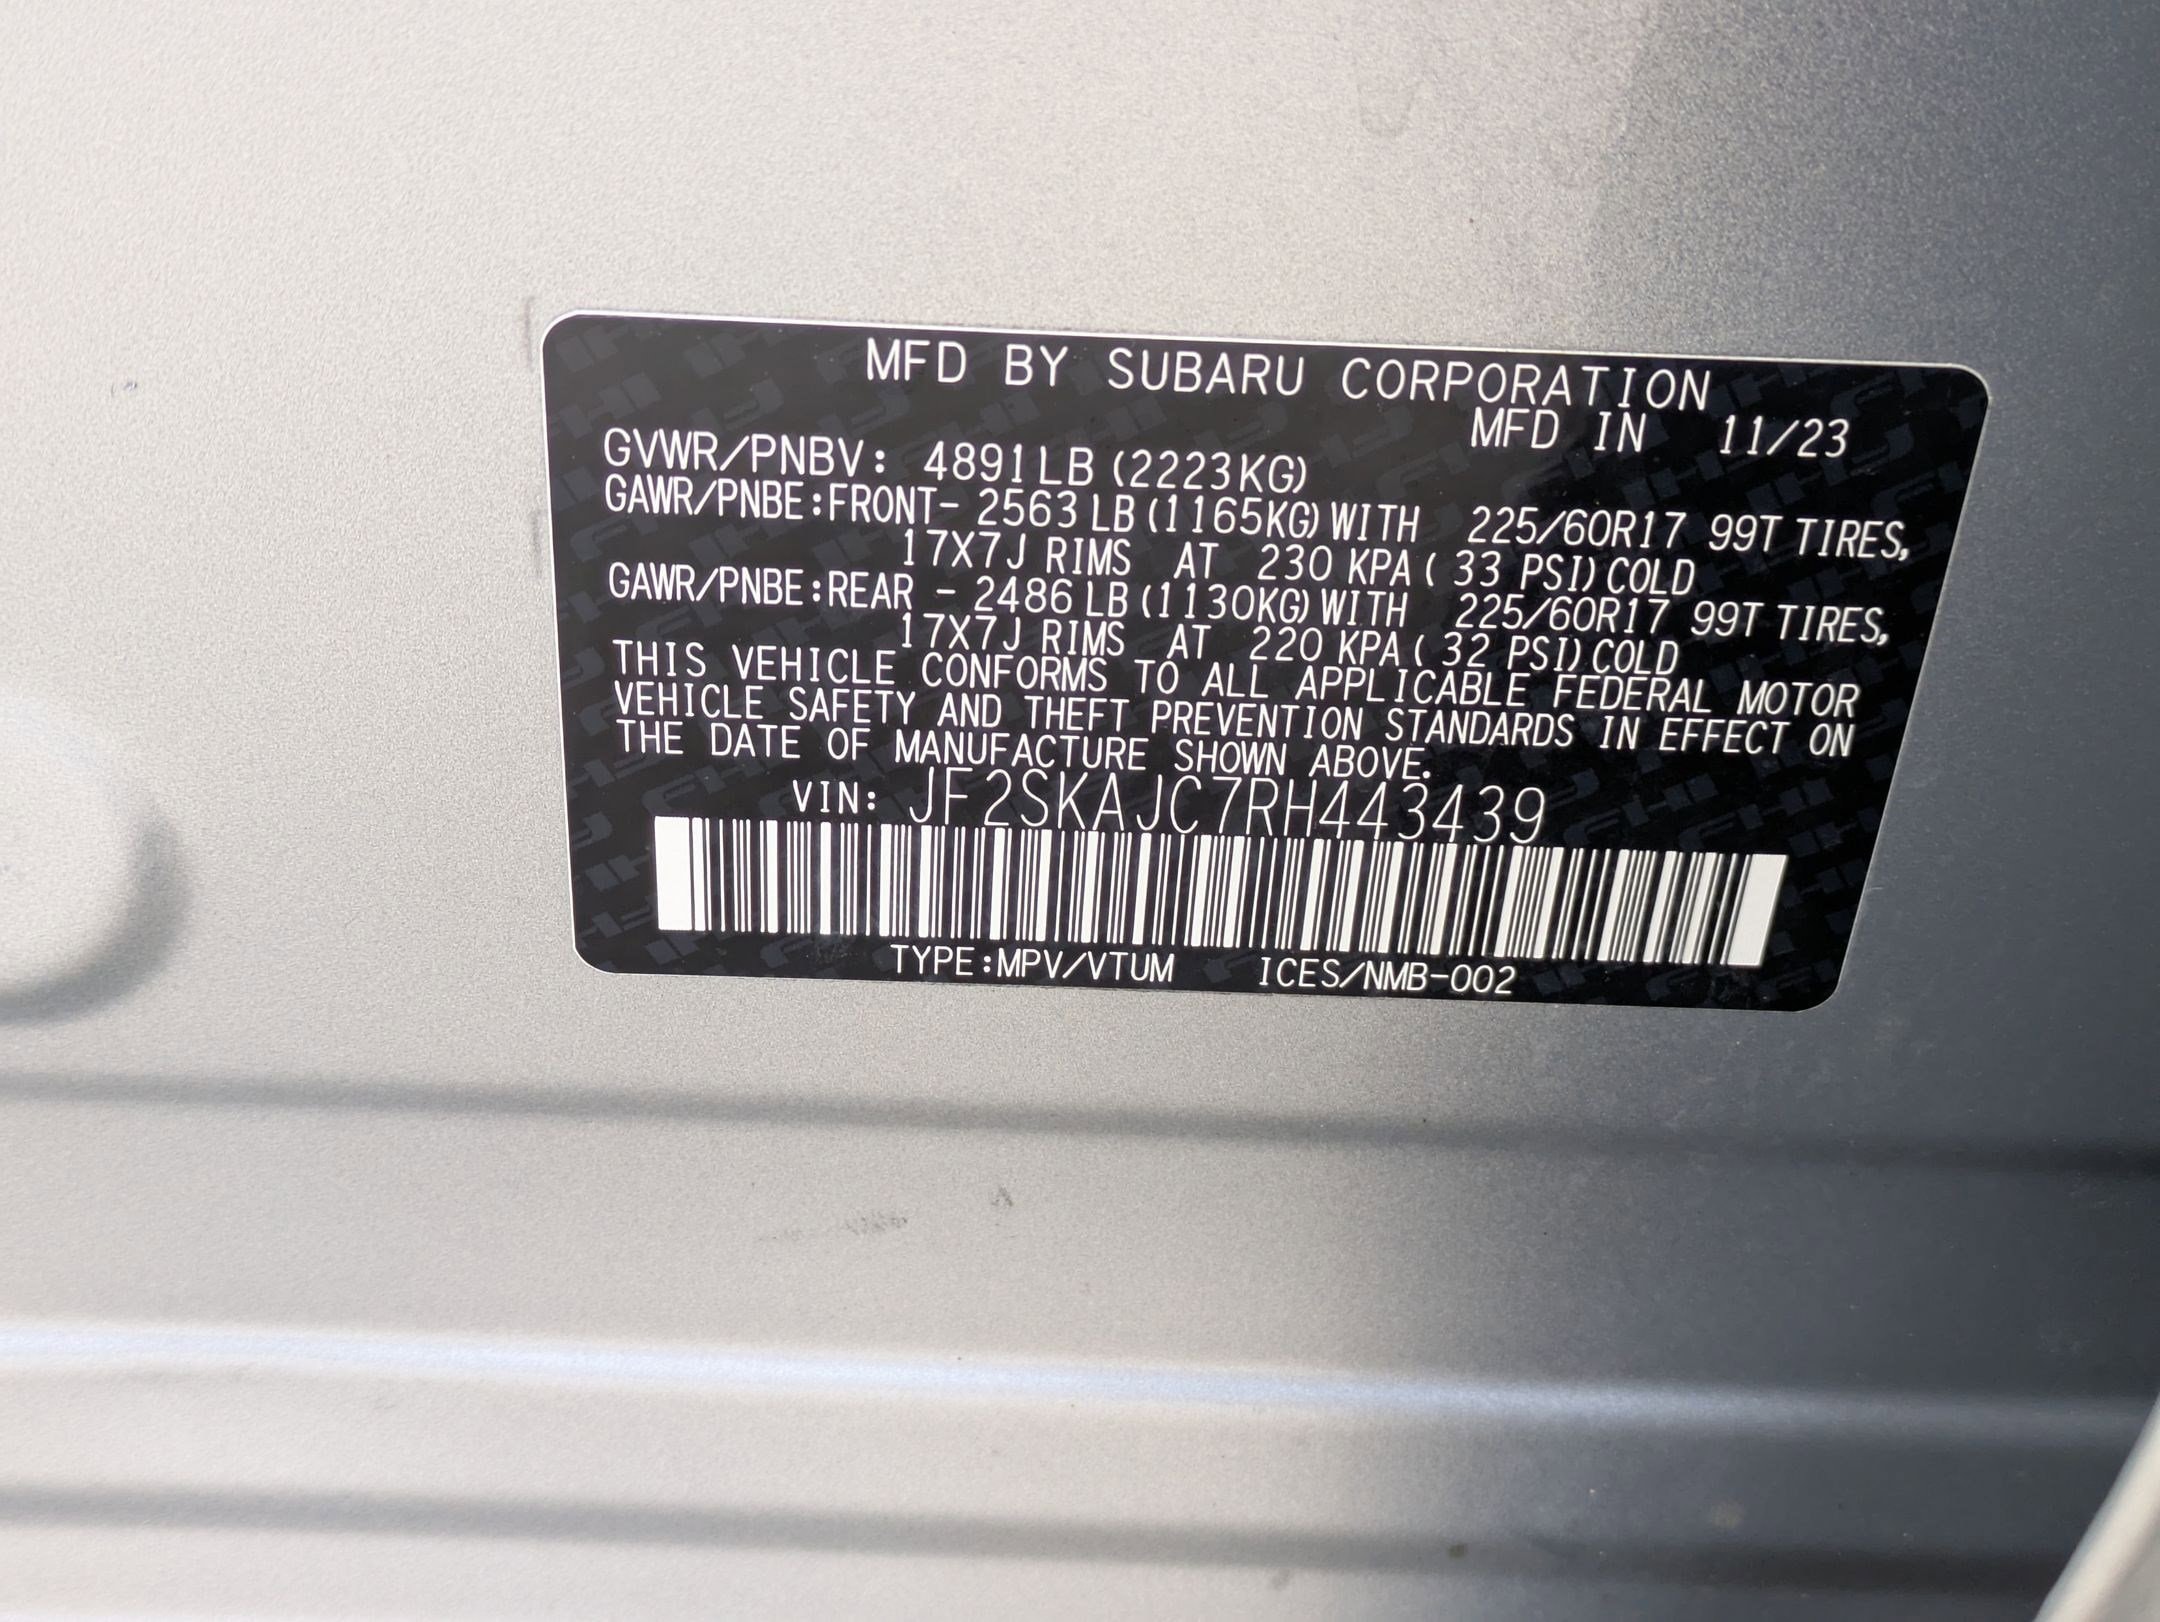 MFD BY SUBARU CORPORATION
MFD IN 11/23
GVWR/PNBV: 4891LB (2223KG)
GAWR/PNBE:FRONT- 2563 LB (1165KG) WITH 225/60R17 99T TIRES,
17X7J RIMS AT 230 KPA ( 33 PSI) COLD
GAWR/PNBE:REAR - 2486 LB (1130KG) WITH 225/60R17 99T TIRES,
17X7J RIMS AT 220 KPA ( 32 PSI) COLD
THIS VEHICLE CONFORMS TO ALL APPLICABLE FEDERAL MOTOR
VEHICLE SAFETY AND THEFT PREVENTION STANDARDS IN EFFECT ON
THE DATE OF MANUFACTURE SHOWN ABOVE.
VIN: JF2SKAJC7RH443439
TYPE:MPV/VTUM ICES/NMB-002